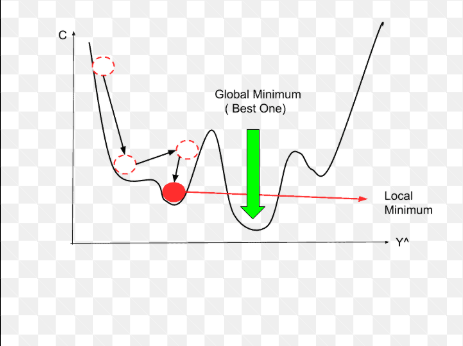 C
Global Minimum
( Best One)
Local
Minimum
Y^